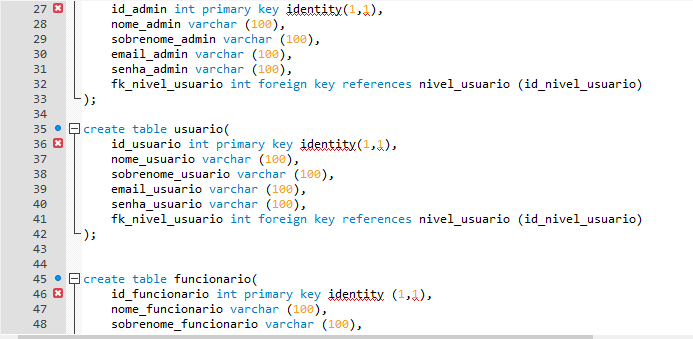 27 id_admin int primary key identity(1,1),
28 nome_admin varchar (100),
29 sobrenome_admin varchar (100),
30 email_admin varchar (100),
31 senha_admin varchar (100),
32 fk_nivel_usuario int foreign key references nivel_usuario (id_nivel_usuario)
33 );
34
35 create table usuario(
36 id_usuario int primary key identity(1,1),
37 nome_usuario varchar (100),
38 sobrenome_usuario varchar (100),
39 email_usuario varchar (100),
40 senha_usuario varchar (100),
41 fk_nivel_usuario int foreign key references nivel_usuario (id_nivel_usuario)
42 );
43
44
45 create table funcionario(
46 id_funcionario int primary key identity (1,1),
47 nome_funcionario varchar (100),
48 sobrenome_funcionario varchar (100),